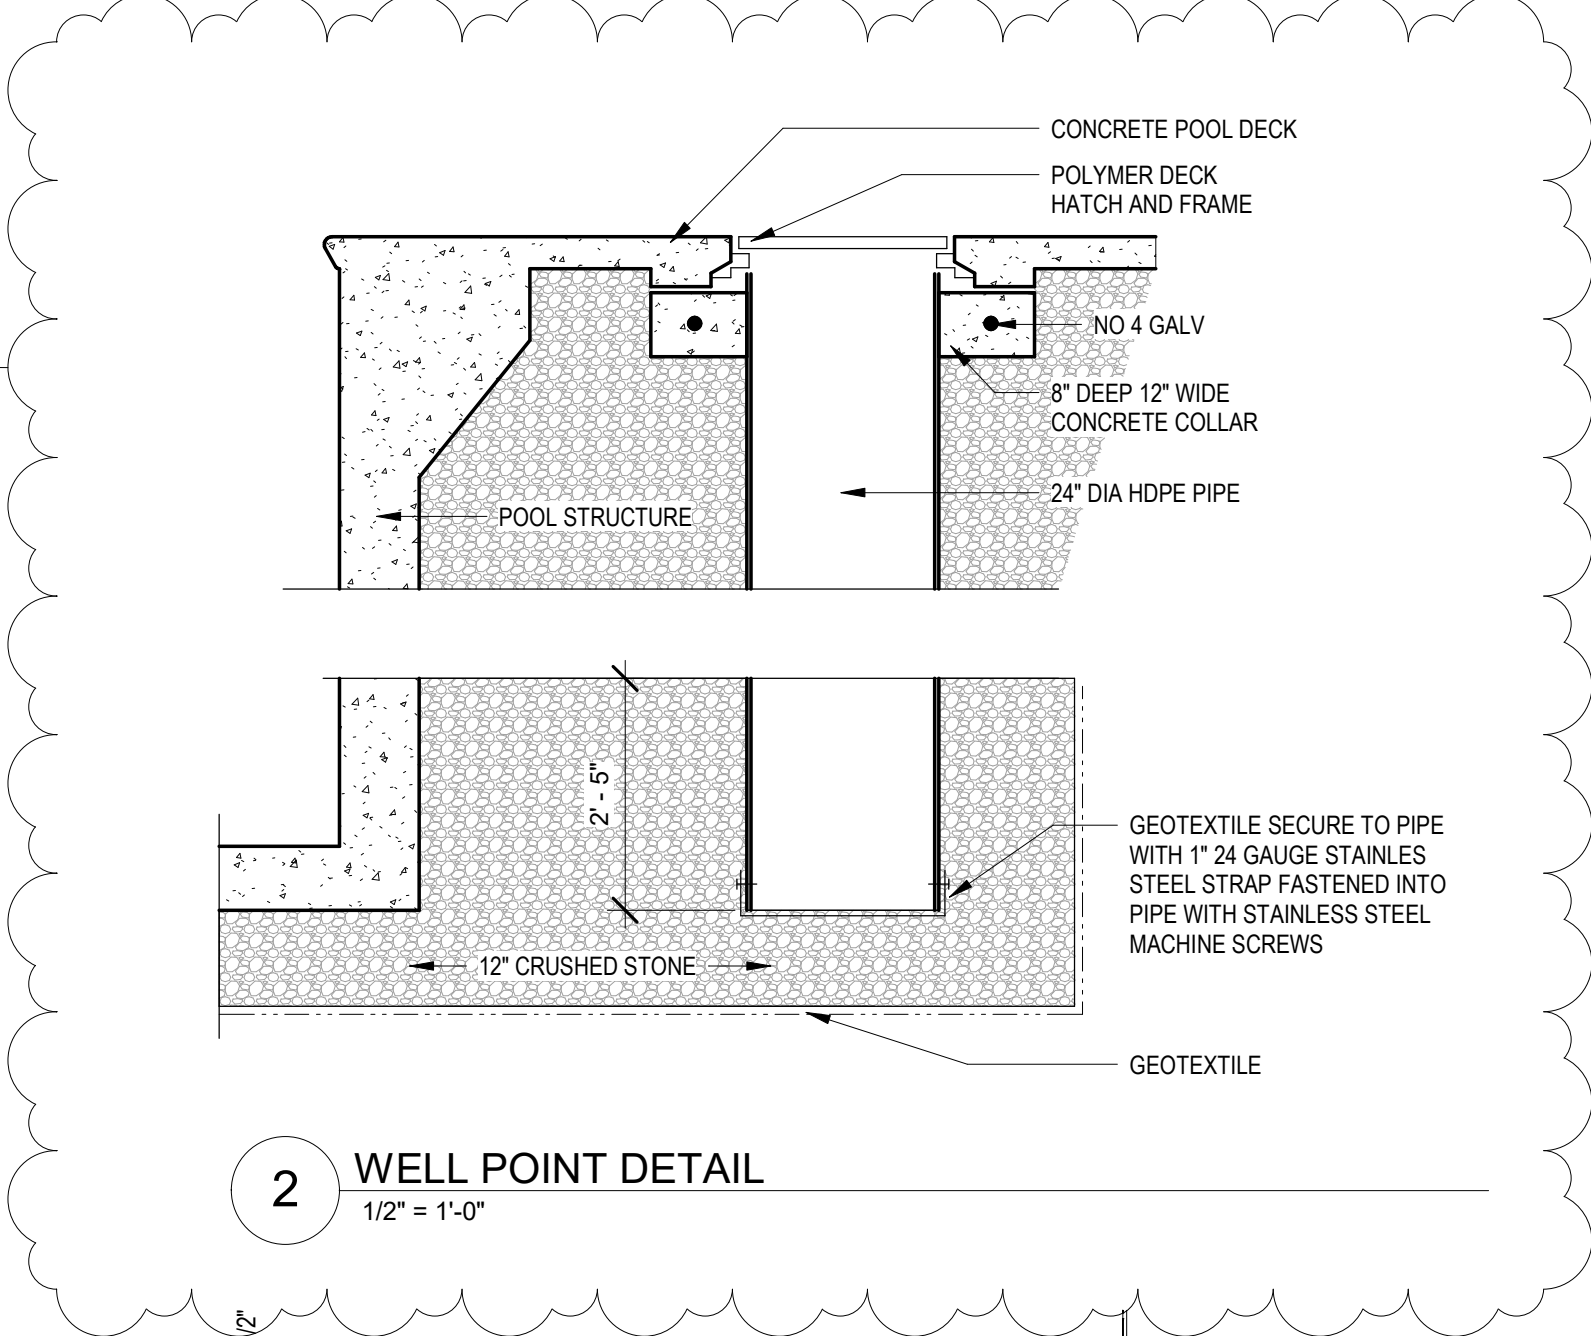 CONCRETE POOL DECK
POLYMER DECK
HATCH AND FRAME
NO 4 GALV
8" DEEP 12" WIDE
CONCRETE COLLAR
24" DIA HDPE PIPE
POOL STRUCTURE
2' - 5"
GEOTEXTILE SECURE TO PIPE
WITH 1" 24 GAUGE STAINLES
STEEL STRAP FASTENED INTO
PIPE WITH STAINLESS STEEL
MACHINE SCREWS
12" CRUSHED STONE
GEOTEXTILE
2
WELL POINT DETAIL
1/2" = 1'-0"
/2"